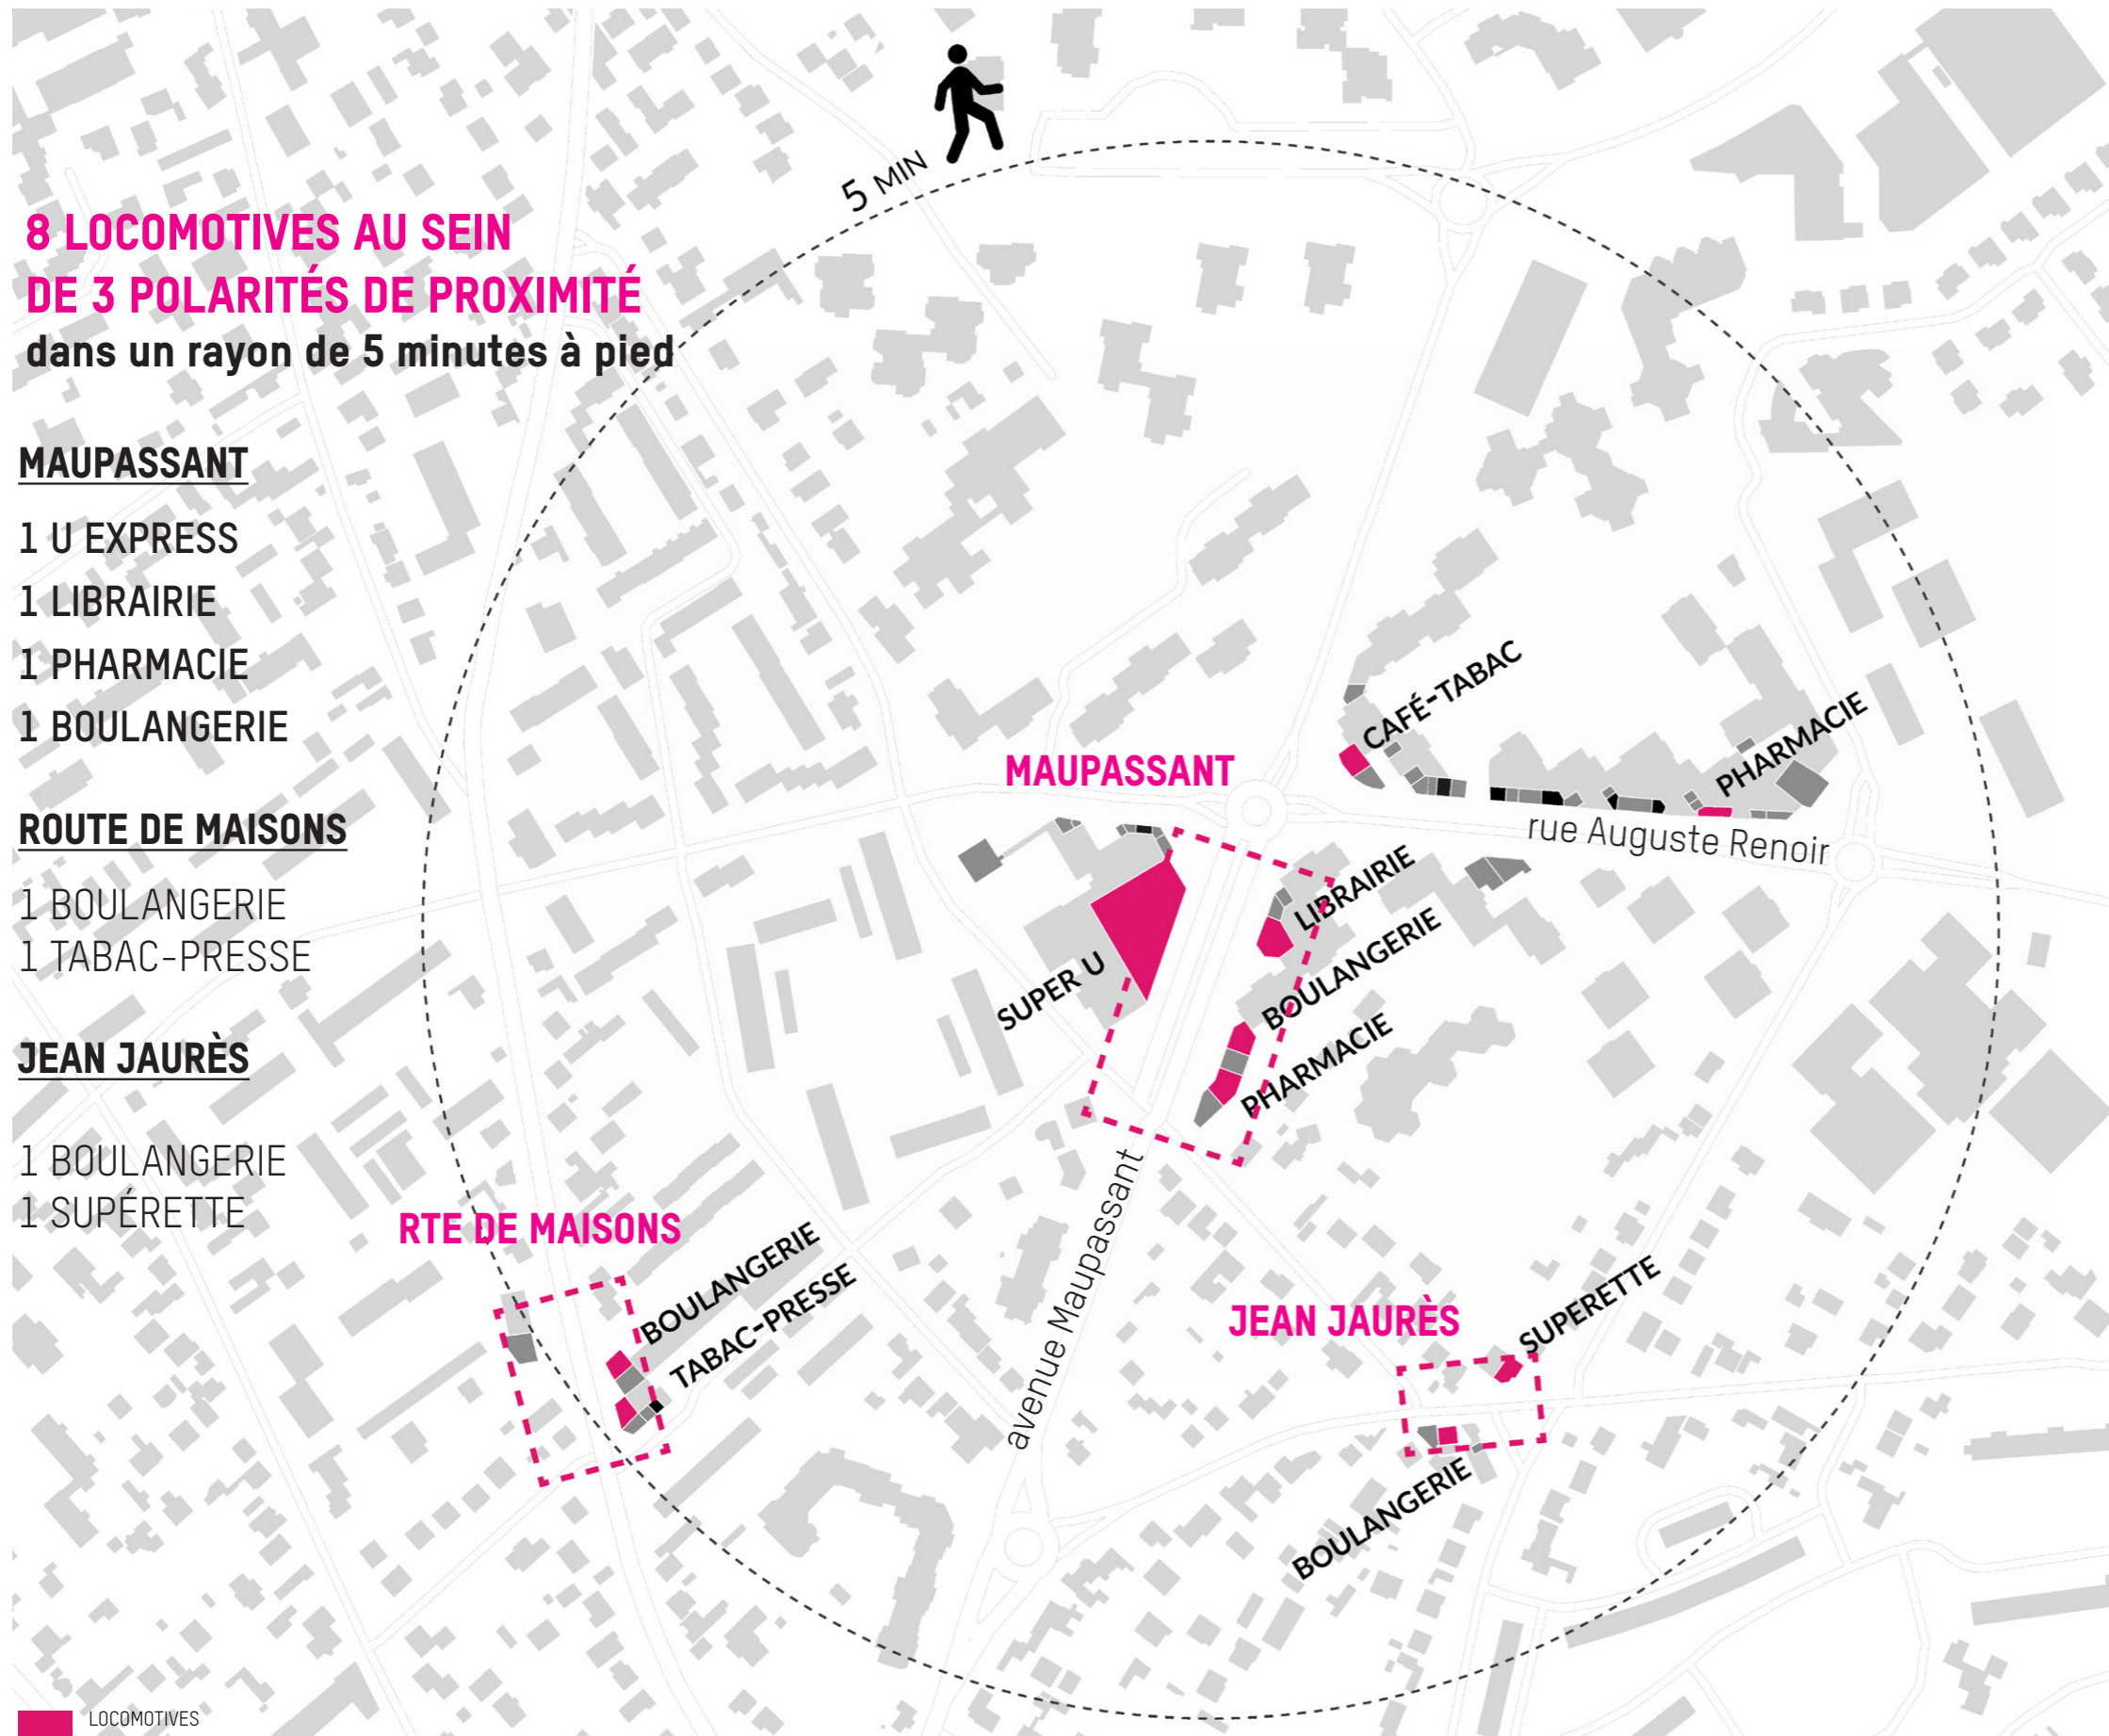 5 MIN
8 LOCOMOTIVES AU SEIN
DE 3 POLARITÉS DE PROXIMITÉ
dans un rayon de 5 minutes à pied
MAUPASSANT
1 U EXPRESS
1 LIBRAIRIE
1 PHARMACIE
1 BOULANGERIE
ROUTE DE MAISONS
1 BOULANGERIE
1 TABAC-PRESSE
JEAN JAURÈS
1 BOULANGERIE
1 SUPÉRETTE
CAFÉ-TABAC
PHARMACIE
MAUPASSANT
rue Auguste Renoir
LIBRAIRIE
BOULANGERIE
SUPER U
PHARMACIE
avenue Maupassant
RTE DE MAISONS
BOULANGERIE
TABAC-PRESSE
JEAN JAURÈS
SUPERETTE
BOULANGERIE
LOCOMOTIVES